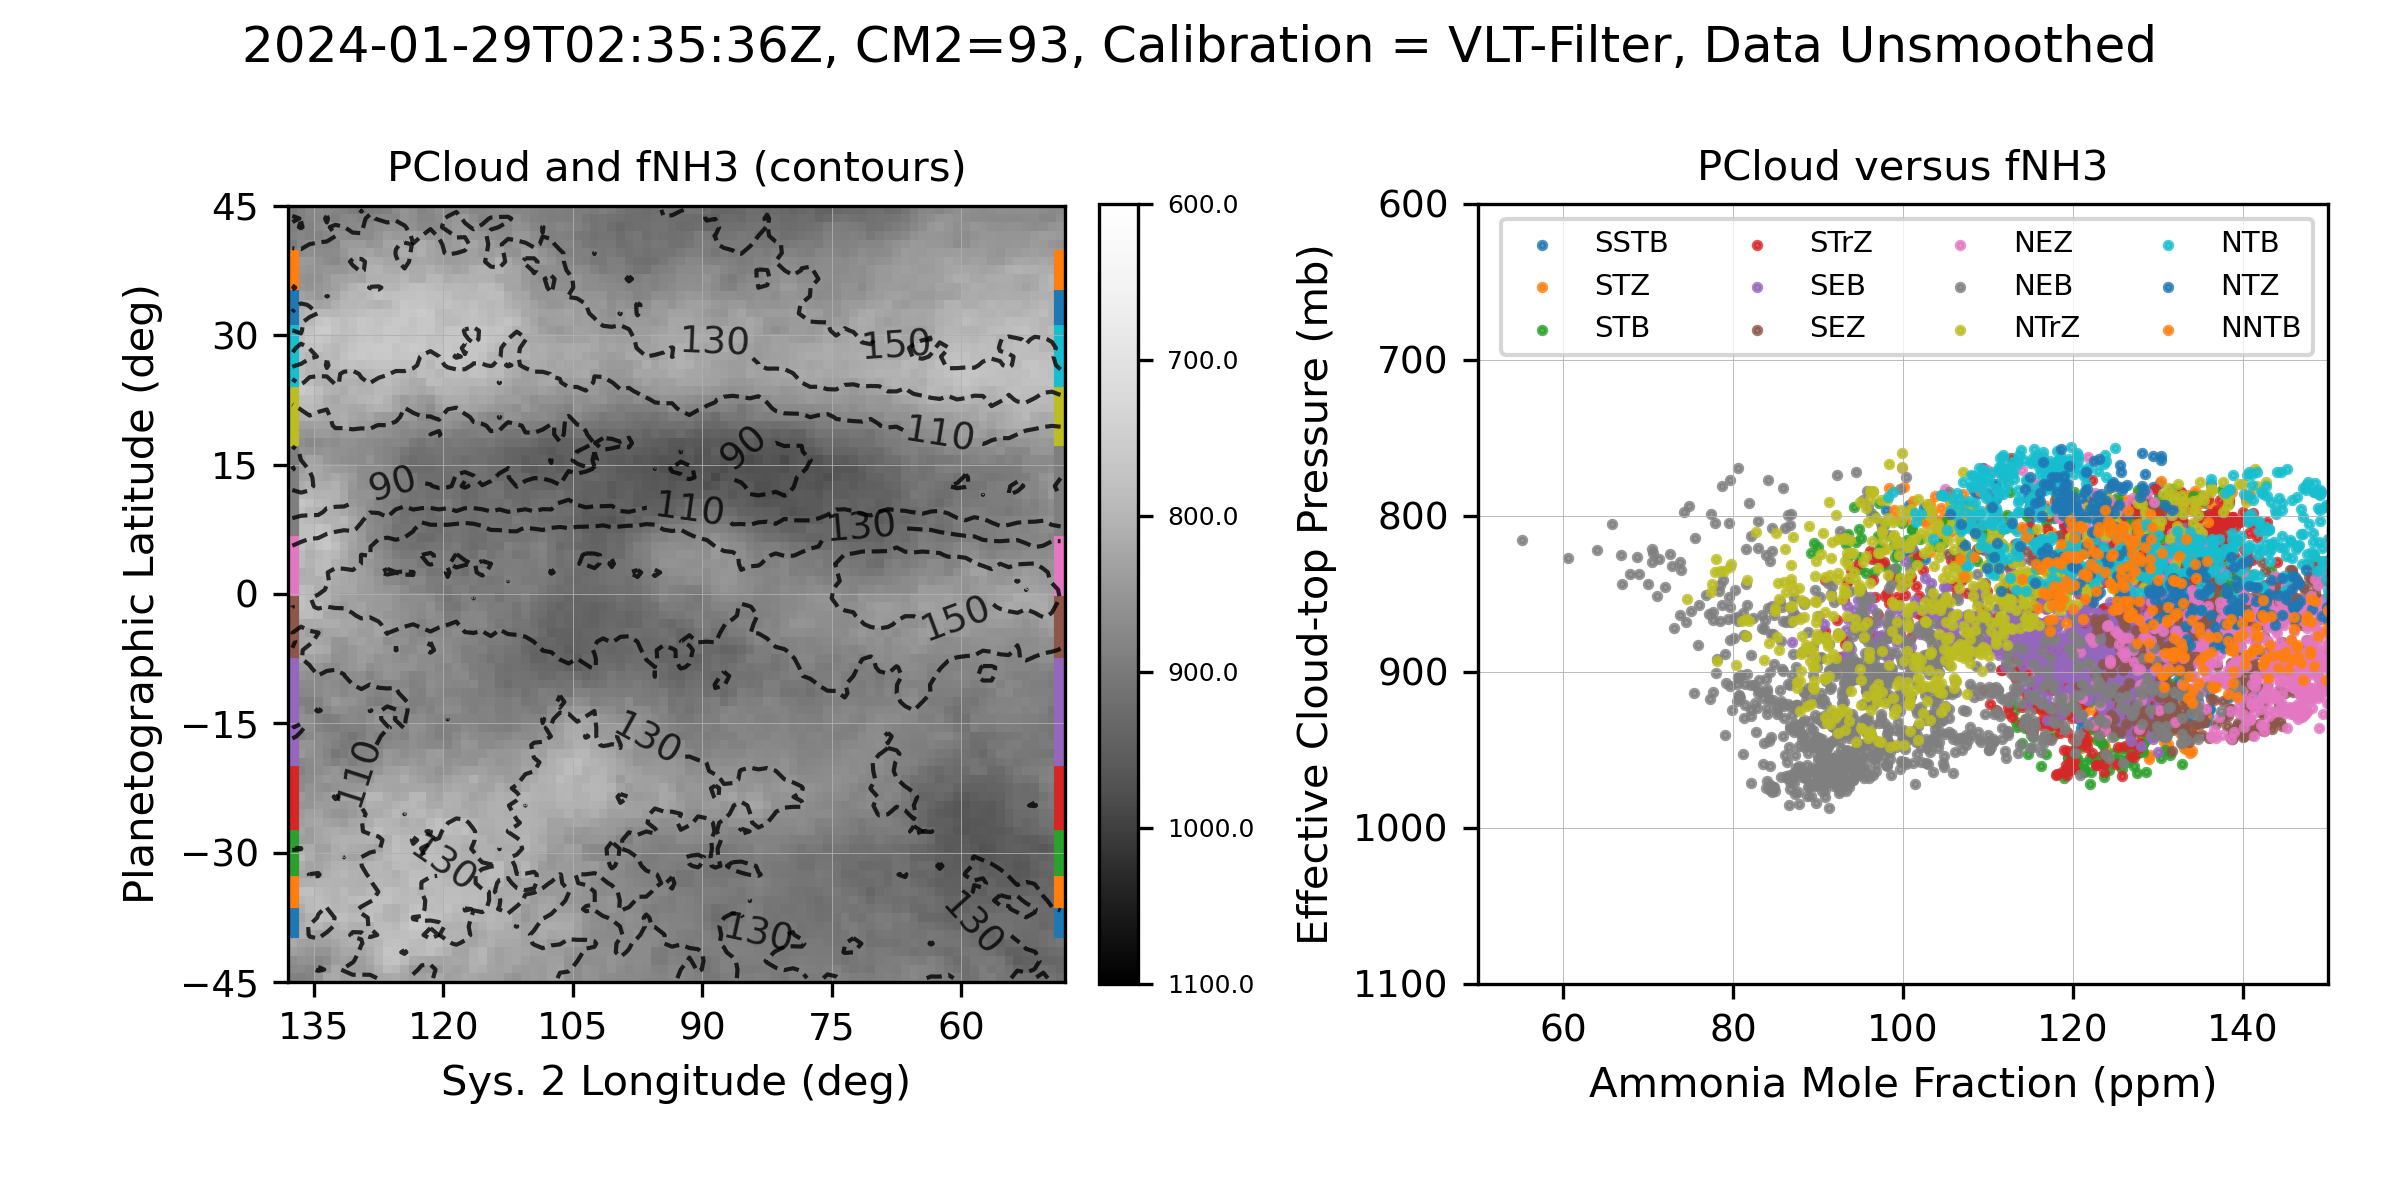 2024-01-29T02:35:36Z, CM2=93, Calibration = VLT-Filter, Data Unsmoothed
PCloud and fNH3 (contours)
Planetographic Latitude (deg)
45
30
15
0
−15
−30
−45
135
120
105
90
75
60
Sys. 2 Longitude (deg)
130
150
110
90
90
110
130
150
130
110
130
130
130
600.0
700.0
800.0
900.0
1000.0
1100.0
PCloud versus fNH3
Effective Cloud-top Pressure (mb)
600
700
800
900
1000
1100
SSTB
STZ
STB
STrZ
SEB
SEZ
NEZ
NEB
NTrZ
NTB
NTZ
NNTB
60
80
100
120
140
Ammonia Mole Fraction (ppm)